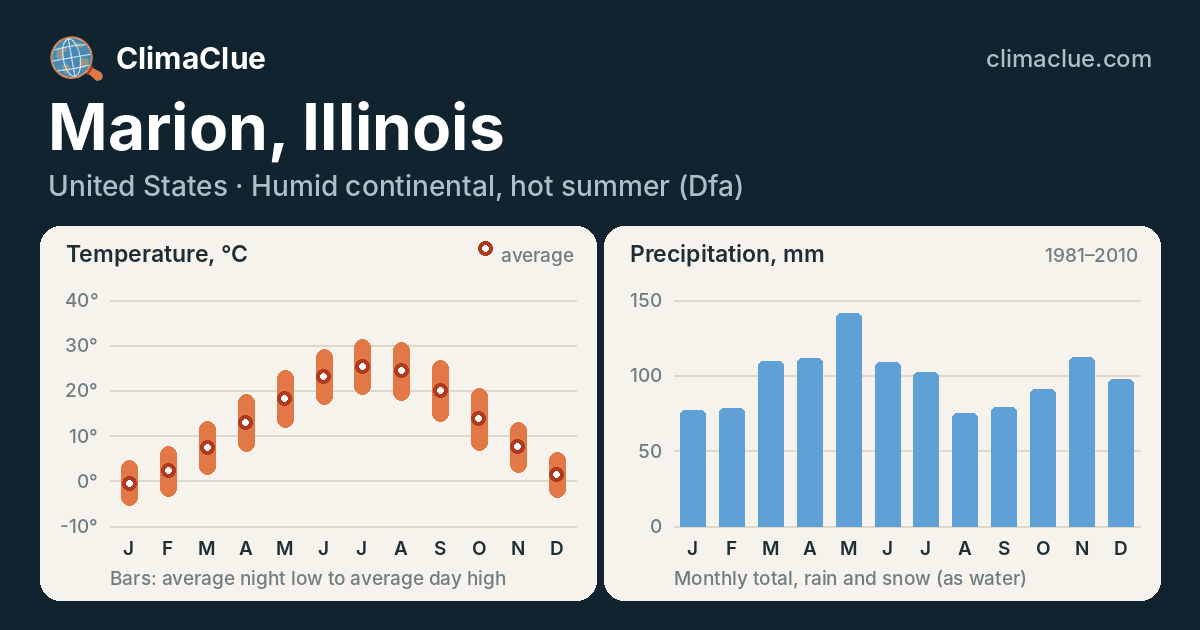 ClimaClue
climaclue.com
Marion, Illinois
United States · Humid continental, hot summer (Dfa)
Temperature, °C
average
40°
30°
20°
10°
0°
-10°
J F M A M J J A S O N D
Bars: average night low to average day high
Precipitation, mm
1981–2010
150
100
50
0
J F M A M J J A S O N D
Monthly total, rain and snow (as water)